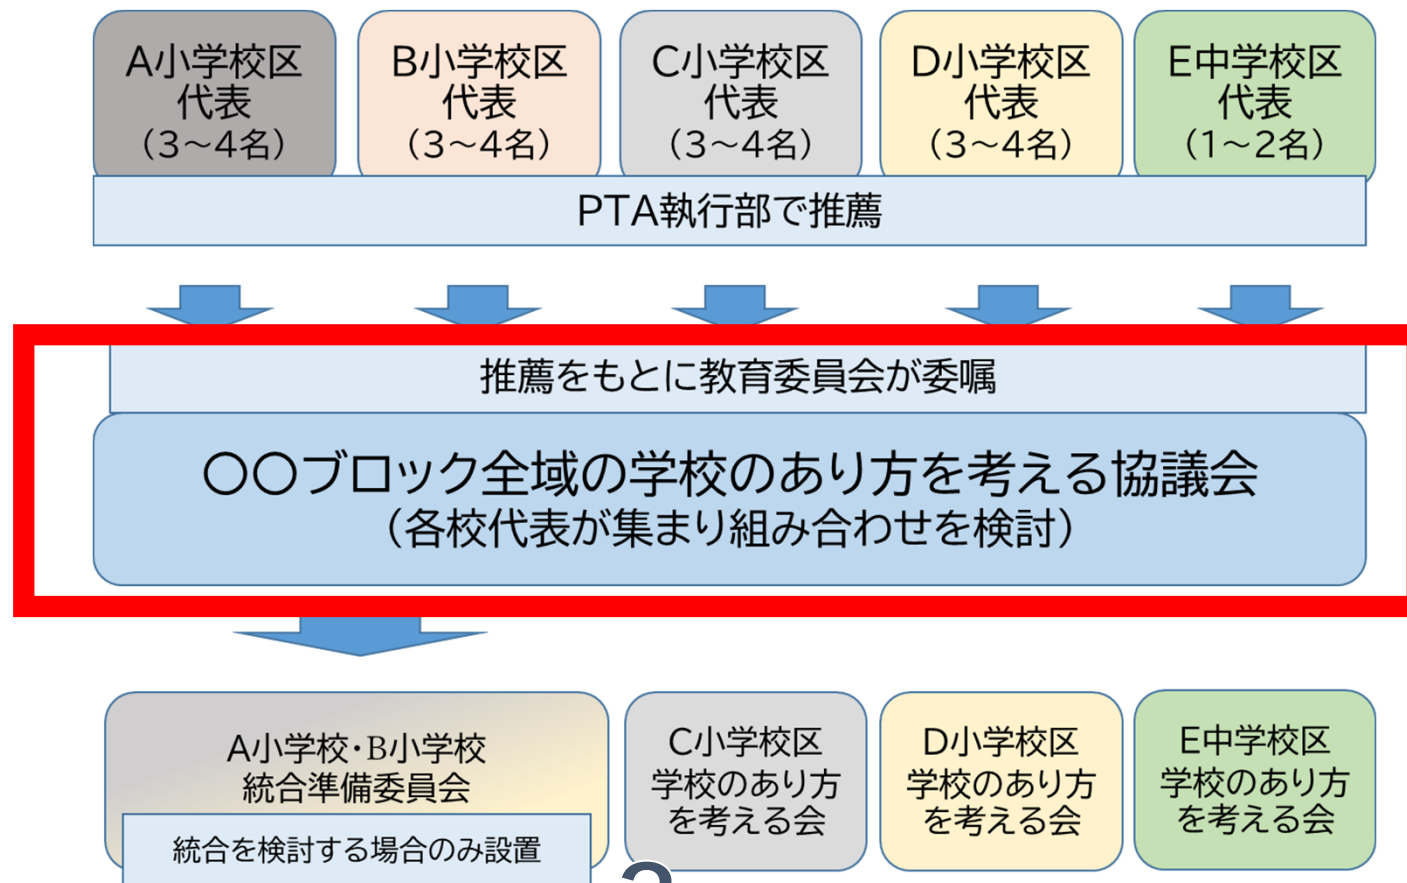 A小学校区
代表
（3～4名）
B小学校区
代表
（3～4名）
C小学校区
代表
（3～4名）
D小学校区
代表
（3～4名）
E中学校区
代表
（1～2名）
PTA執行部で推薦
推薦をもとに教育委員会が委嘱
〇〇ブロック全域の学校のあり方を考える協議会
（各校代表が集まり組み合わせを検討）
A小学校・B小学校
統合準備委員会
統合を検討する場合のみ設置
C小学校区
学校のあり方
を考える会
D小学校区
学校のあり方
を考える会
E中学校区
学校のあり方
を考える会